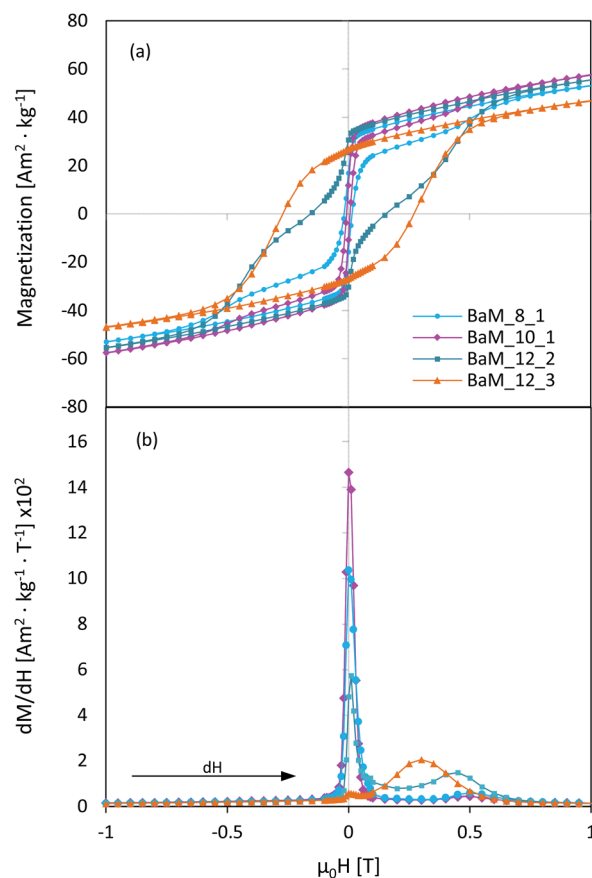 80
(a)
60
40
20
0
-20
-40
-60
-80
Magnetization [Am² · kg⁻¹]
BaM_8_1
BaM_10_1
BaM_12_2
BaM_12_3
(b)
16
14
12
10
8
6
4
2
0
dM/dH [Am² · kg⁻¹ · T⁻¹] x10²
dH
-1 -0.5 0 0.5 1
μ₀H [T]